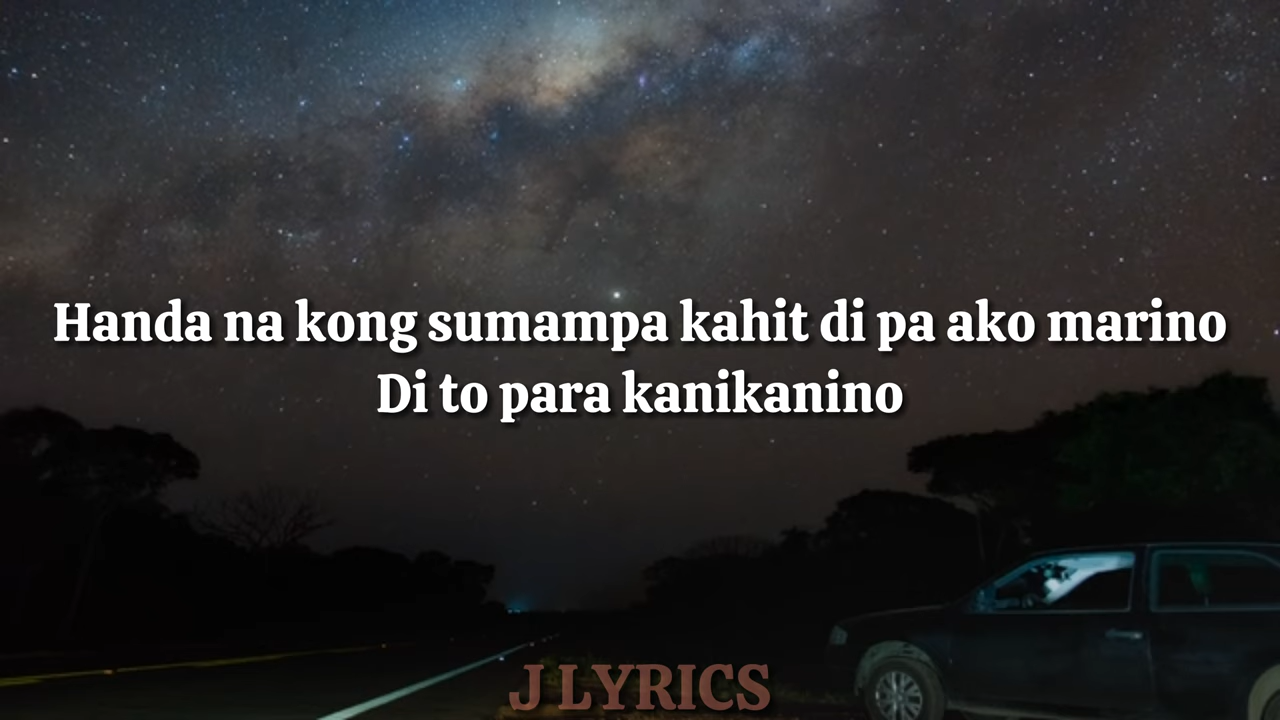 Handa na kong sumampa kahit di pa ako marino
Di to para kanikanino
J LYRICS